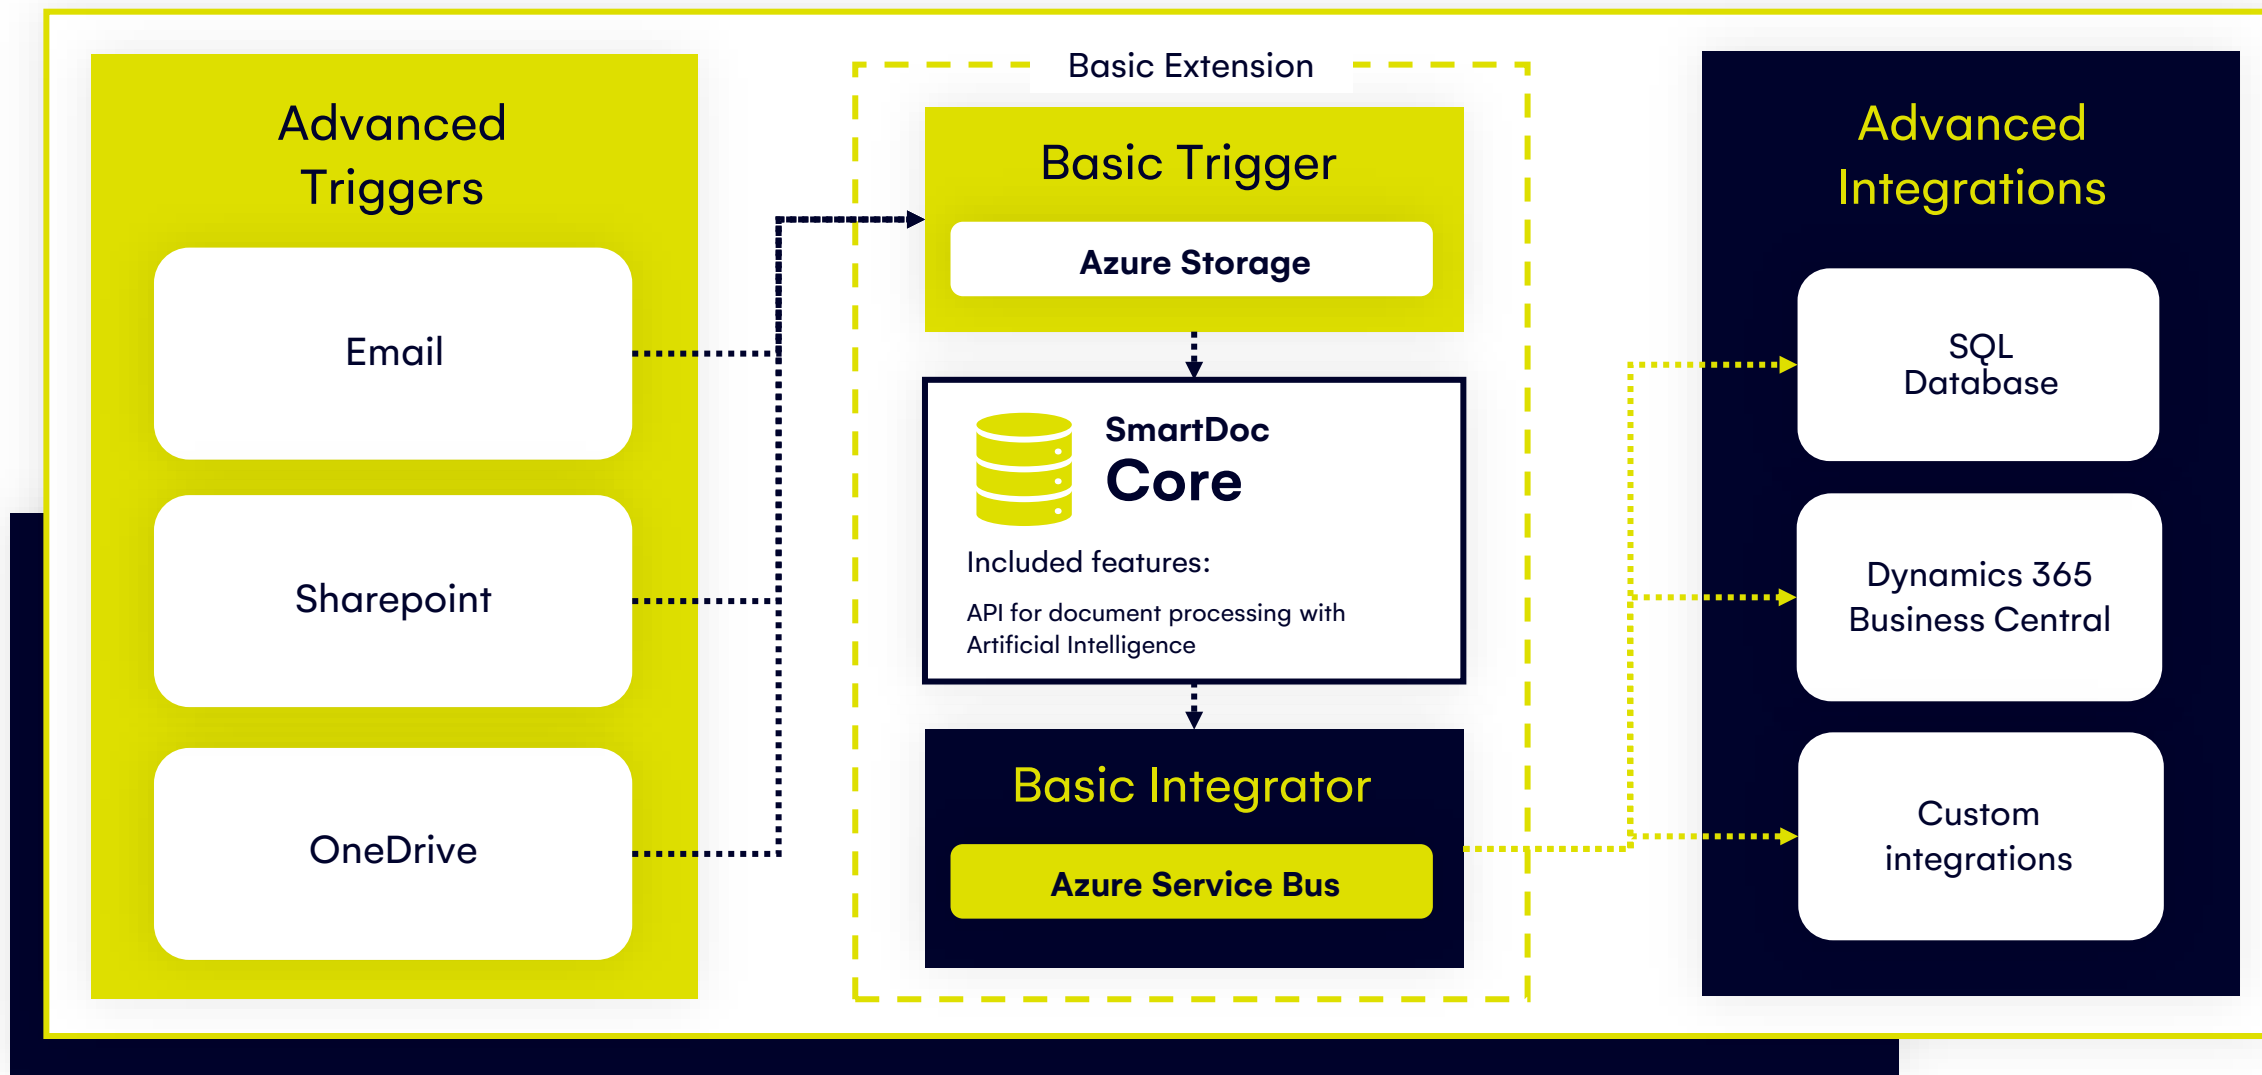 Advanced
Triggers
Email
Sharepoint
OneDrive
Basic Extension
Basic Trigger
Azure Storage
SmartDoc
Core
Included features:
API for document processing with
Artificial Intelligence
Basic Integrator
Azure Service Bus
Advanced
Integrations
SQL
Database
Dynamics 365
Business Central
Custom
integrations